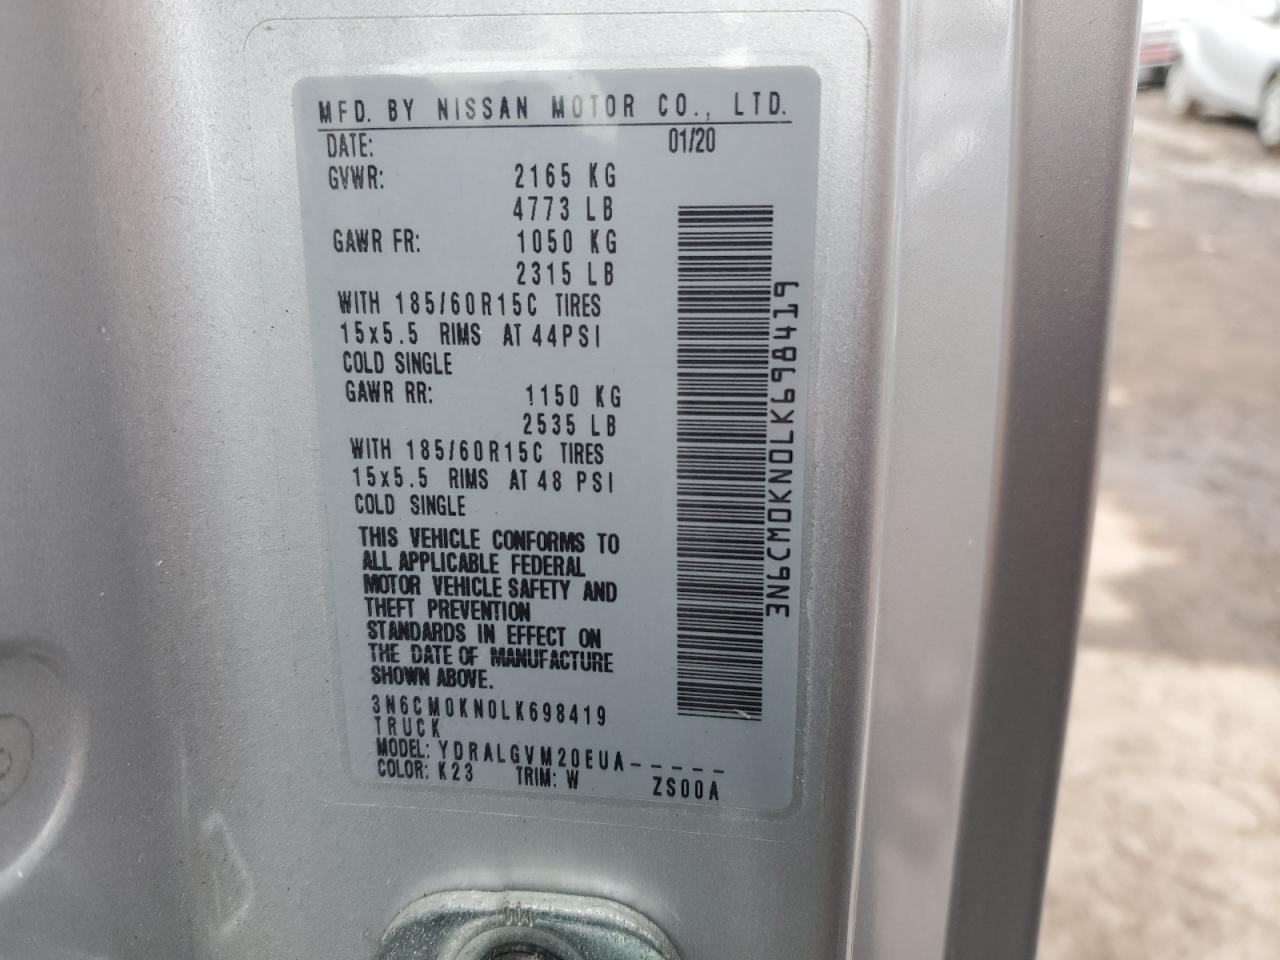 MFD. BY NISSAN MOTOR CO., LTD.
DATE: 01/20
GVWR: 2165 KG
4773 LB
GAWR FR: 1050 KG
2315 LB
WITH 185/60R15C TIRES
15x5.5 RIMS AT 44PSI
COLD SINGLE
GAWR RR: 1150 KG
2535 LB
WITH 185/60R15C TIRES
15x5.5 RIMS AT 48 PSI
COLD SINGLE
THIS VEHICLE CONFORMS TO
ALL APPLICABLE FEDERAL
MOTOR VEHICLE SAFETY AND
THEFT PREVENTION
STANDARDS IN EFFECT ON
THE DATE OF MANUFACTURE
SHOWN ABOVE.
3N6CM0KN0LK698419
TRUCK
MODEL: YDRALGVM20EUA-----
COLOR: K23 TRIM: W ZS00A
3N6CM0KN0LK698419